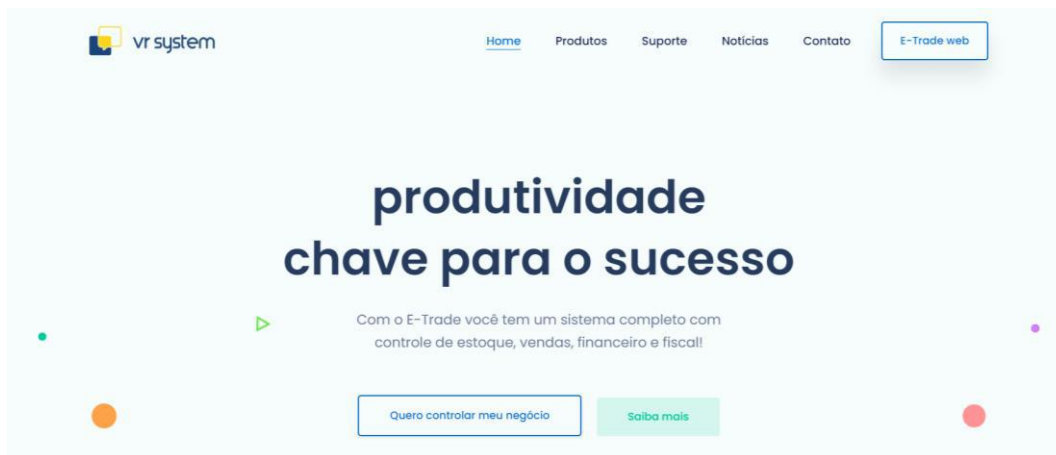 vr system
Home Produtos Suporte Notícias Contato E-Trade web
produtividade
chave para o sucesso
Com o E-Trade você tem um sistema completo com
controle de estoque, vendas, financeiro e fiscal!
Quero controlar meu negócio Saiba mais